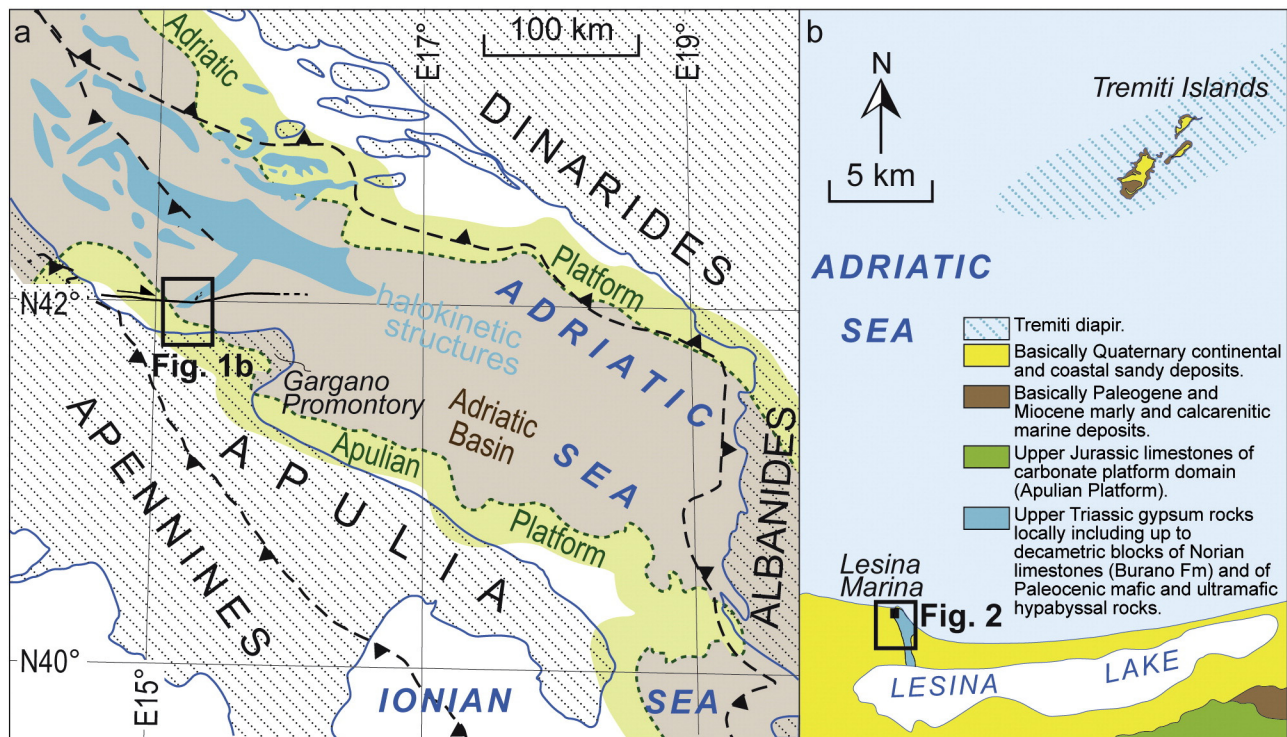 a
Adriatic
E17°
100 km
E19°
DINARIDES
Platform
N42°
halokinetic
structures
ADRIATIC
SEA
Fig. 1b
Gargano
Promontory
Adriatic
Basin
Apulian
Platform
APENNINES
APULIA
ALBANIDES
N40°
E15°
IONIAN
SEA
b
Tremiti Islands
N
5 km
ADRIATIC
SEA
Tremiti diapir.
Basically Quaternary continental
and coastal sandy deposits.
Basically Paleogene and
Miocene marly and calcarenitic
marine deposits.
Upper Jurassic limestones of
carbonate platform domain
(Apulian Platform).
Upper Triassic gypsum rocks
locally including up to
decametric blocks of Norian
limestones (Burano Fm) and of
Paleocenic mafic and ultramafic
hypabyssal rocks.
Lesina
Marina
Fig. 2
LESINA
LAKE